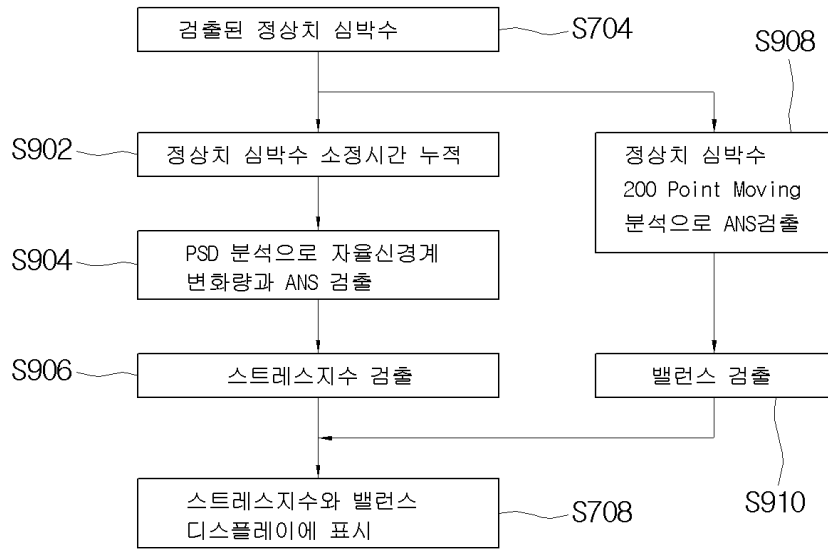 검출된 정상치 심박수
S704
S908
S902
정상치 심박수 소정시간 누적
정상치 심박수
200 Point Moving
분석으로 ANS검출
S904
PSD 분석으로 자율신경계
변화량과 ANS 검출
S906
스트레스지수 검출
밸런스 검출
S910
스트레스지수와 밸런스
디스플레이에 표시
S708